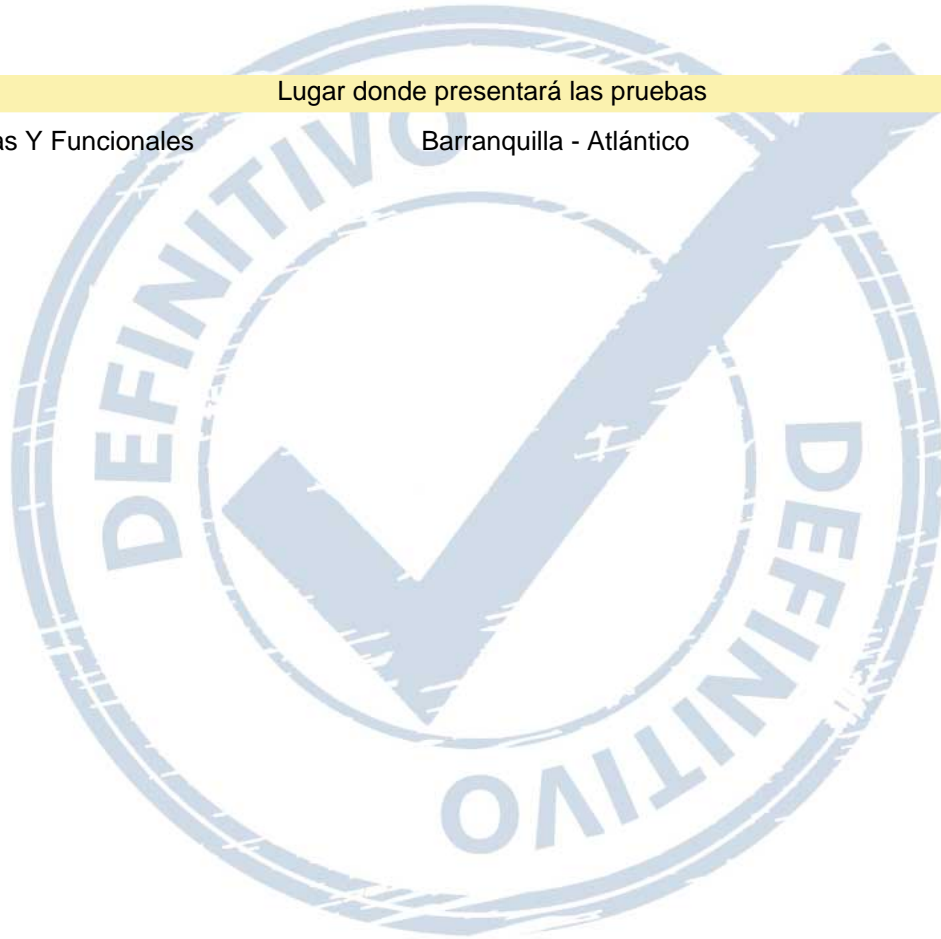 Lugar donde presentará las pruebas
as Y Funcionales Barranquilla - Atlántico
DEFINITIVO
DEFINITIVO